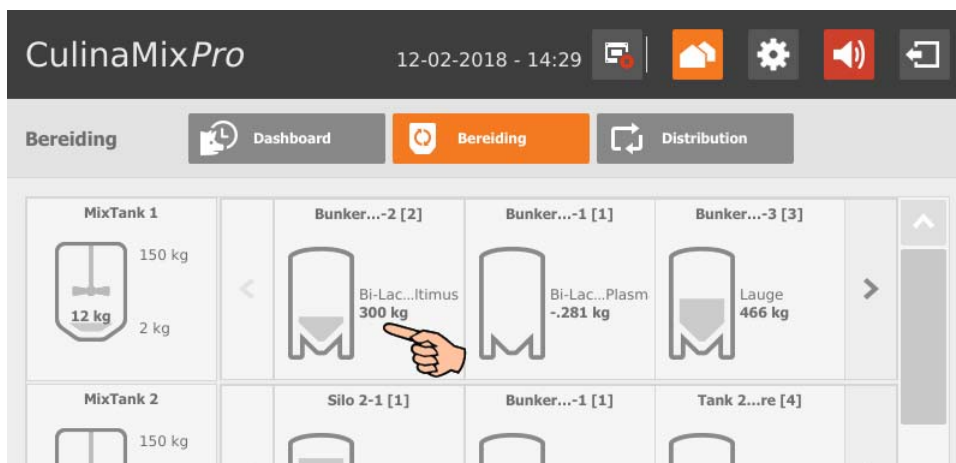 CulinaMixPro 12-02-2018 - 14:29
Bereiding Dashboard Bereiding Distribution
MixTank 1 Bunker...-2 [2] Bunker...-1 [1] Bunker...-3 [3]
150 kg
Bi-Lac...ltimus Bi-Lac...Plasm Lauge
12 kg 300 kg -.281 kg 466 kg
2 kg
MixTank 2 Silo 2-1 [1] Bunker...-1 [1] Tank 2...re [4]
150 kg